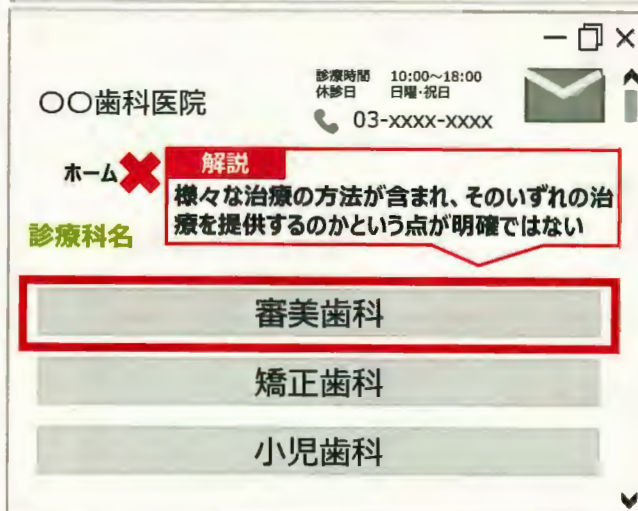 〇〇歯科医院
診療時間 10:00～18:00
休診日 日曜・祝日
03-xxxx-xxxx
ホーム
解説
様々な治療の方法が含まれ、そのいずれの治
療を提供するのかという点が明確ではない
診療科名
審美歯科
矯正歯科
小児歯科